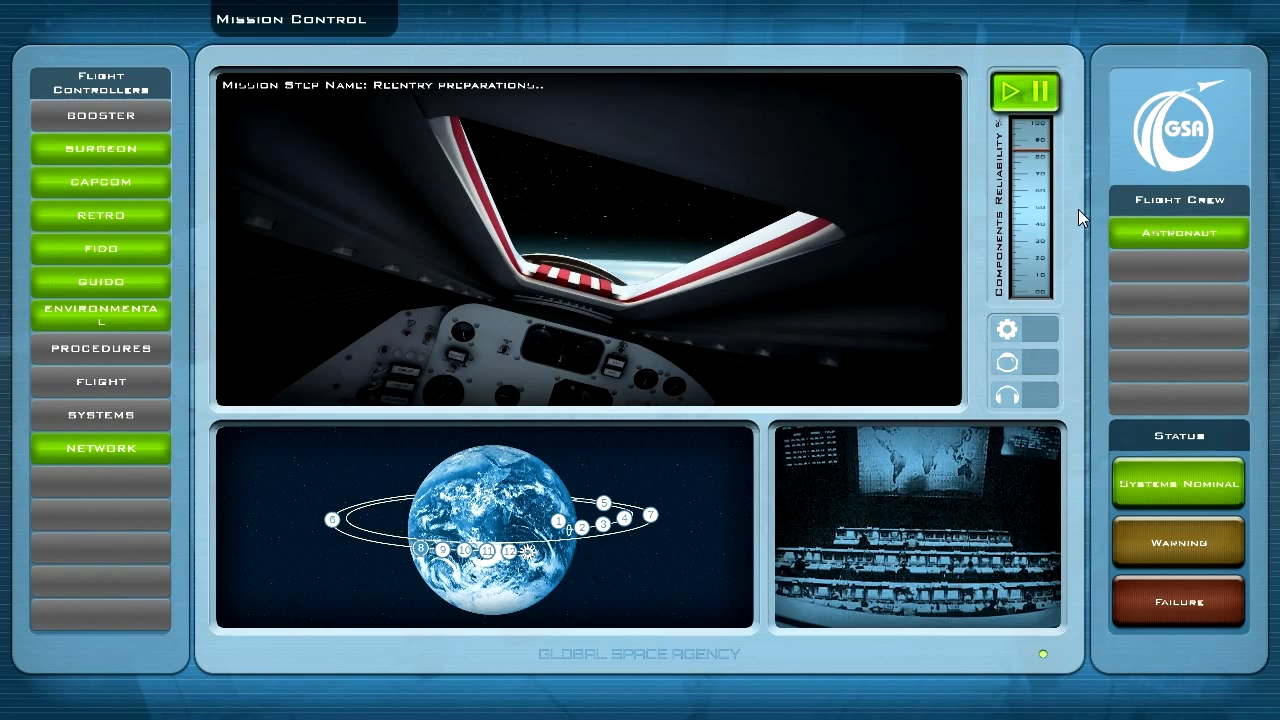 Mission Control
Flight
Controllers
BOOSTER
SURGEON
CAPCOM
RETRO
FIDO
GUIDO
ENVIRONMENTA
L
PROCEDURES
FLIGHT
SYSTEMS
NETWORK
Mission Step Name: Reentry preparations..
Components Reliability %
100
90
80
70
60
50
40
30
20
10
00
6
5
7
1
2
3
4
8
9
10
11
12
GLOBAL SPACE AGENCY
GSA
Flight Crew
Astronaut
Status
Systems Nominal
Warning
Failure